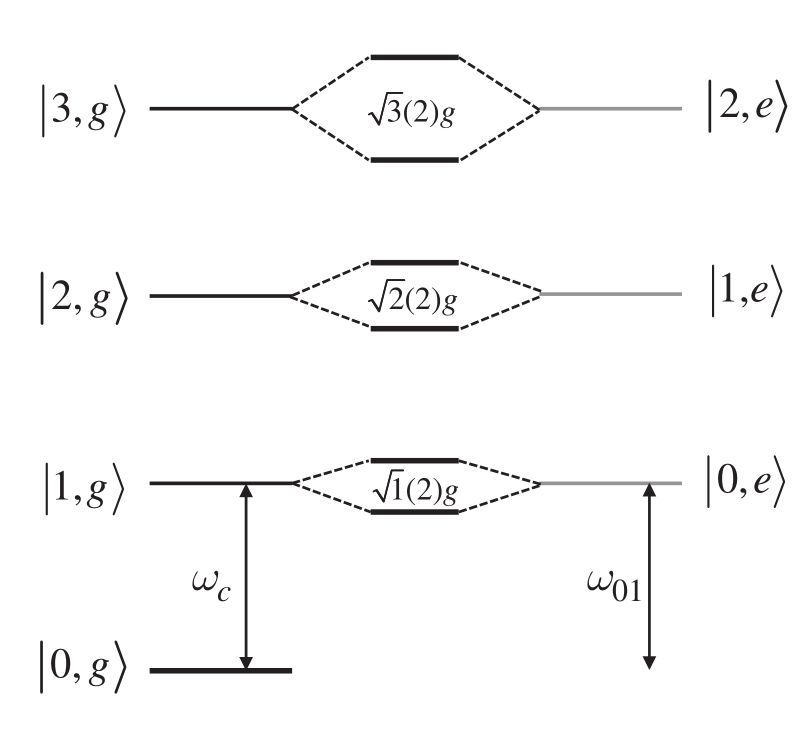 |3,g⟩ √3(2)g |2,e⟩
|2,g⟩ √2(2)g |1,e⟩
|1,g⟩ √1(2)g |0,e⟩
ω_c ω_01
|0,g⟩